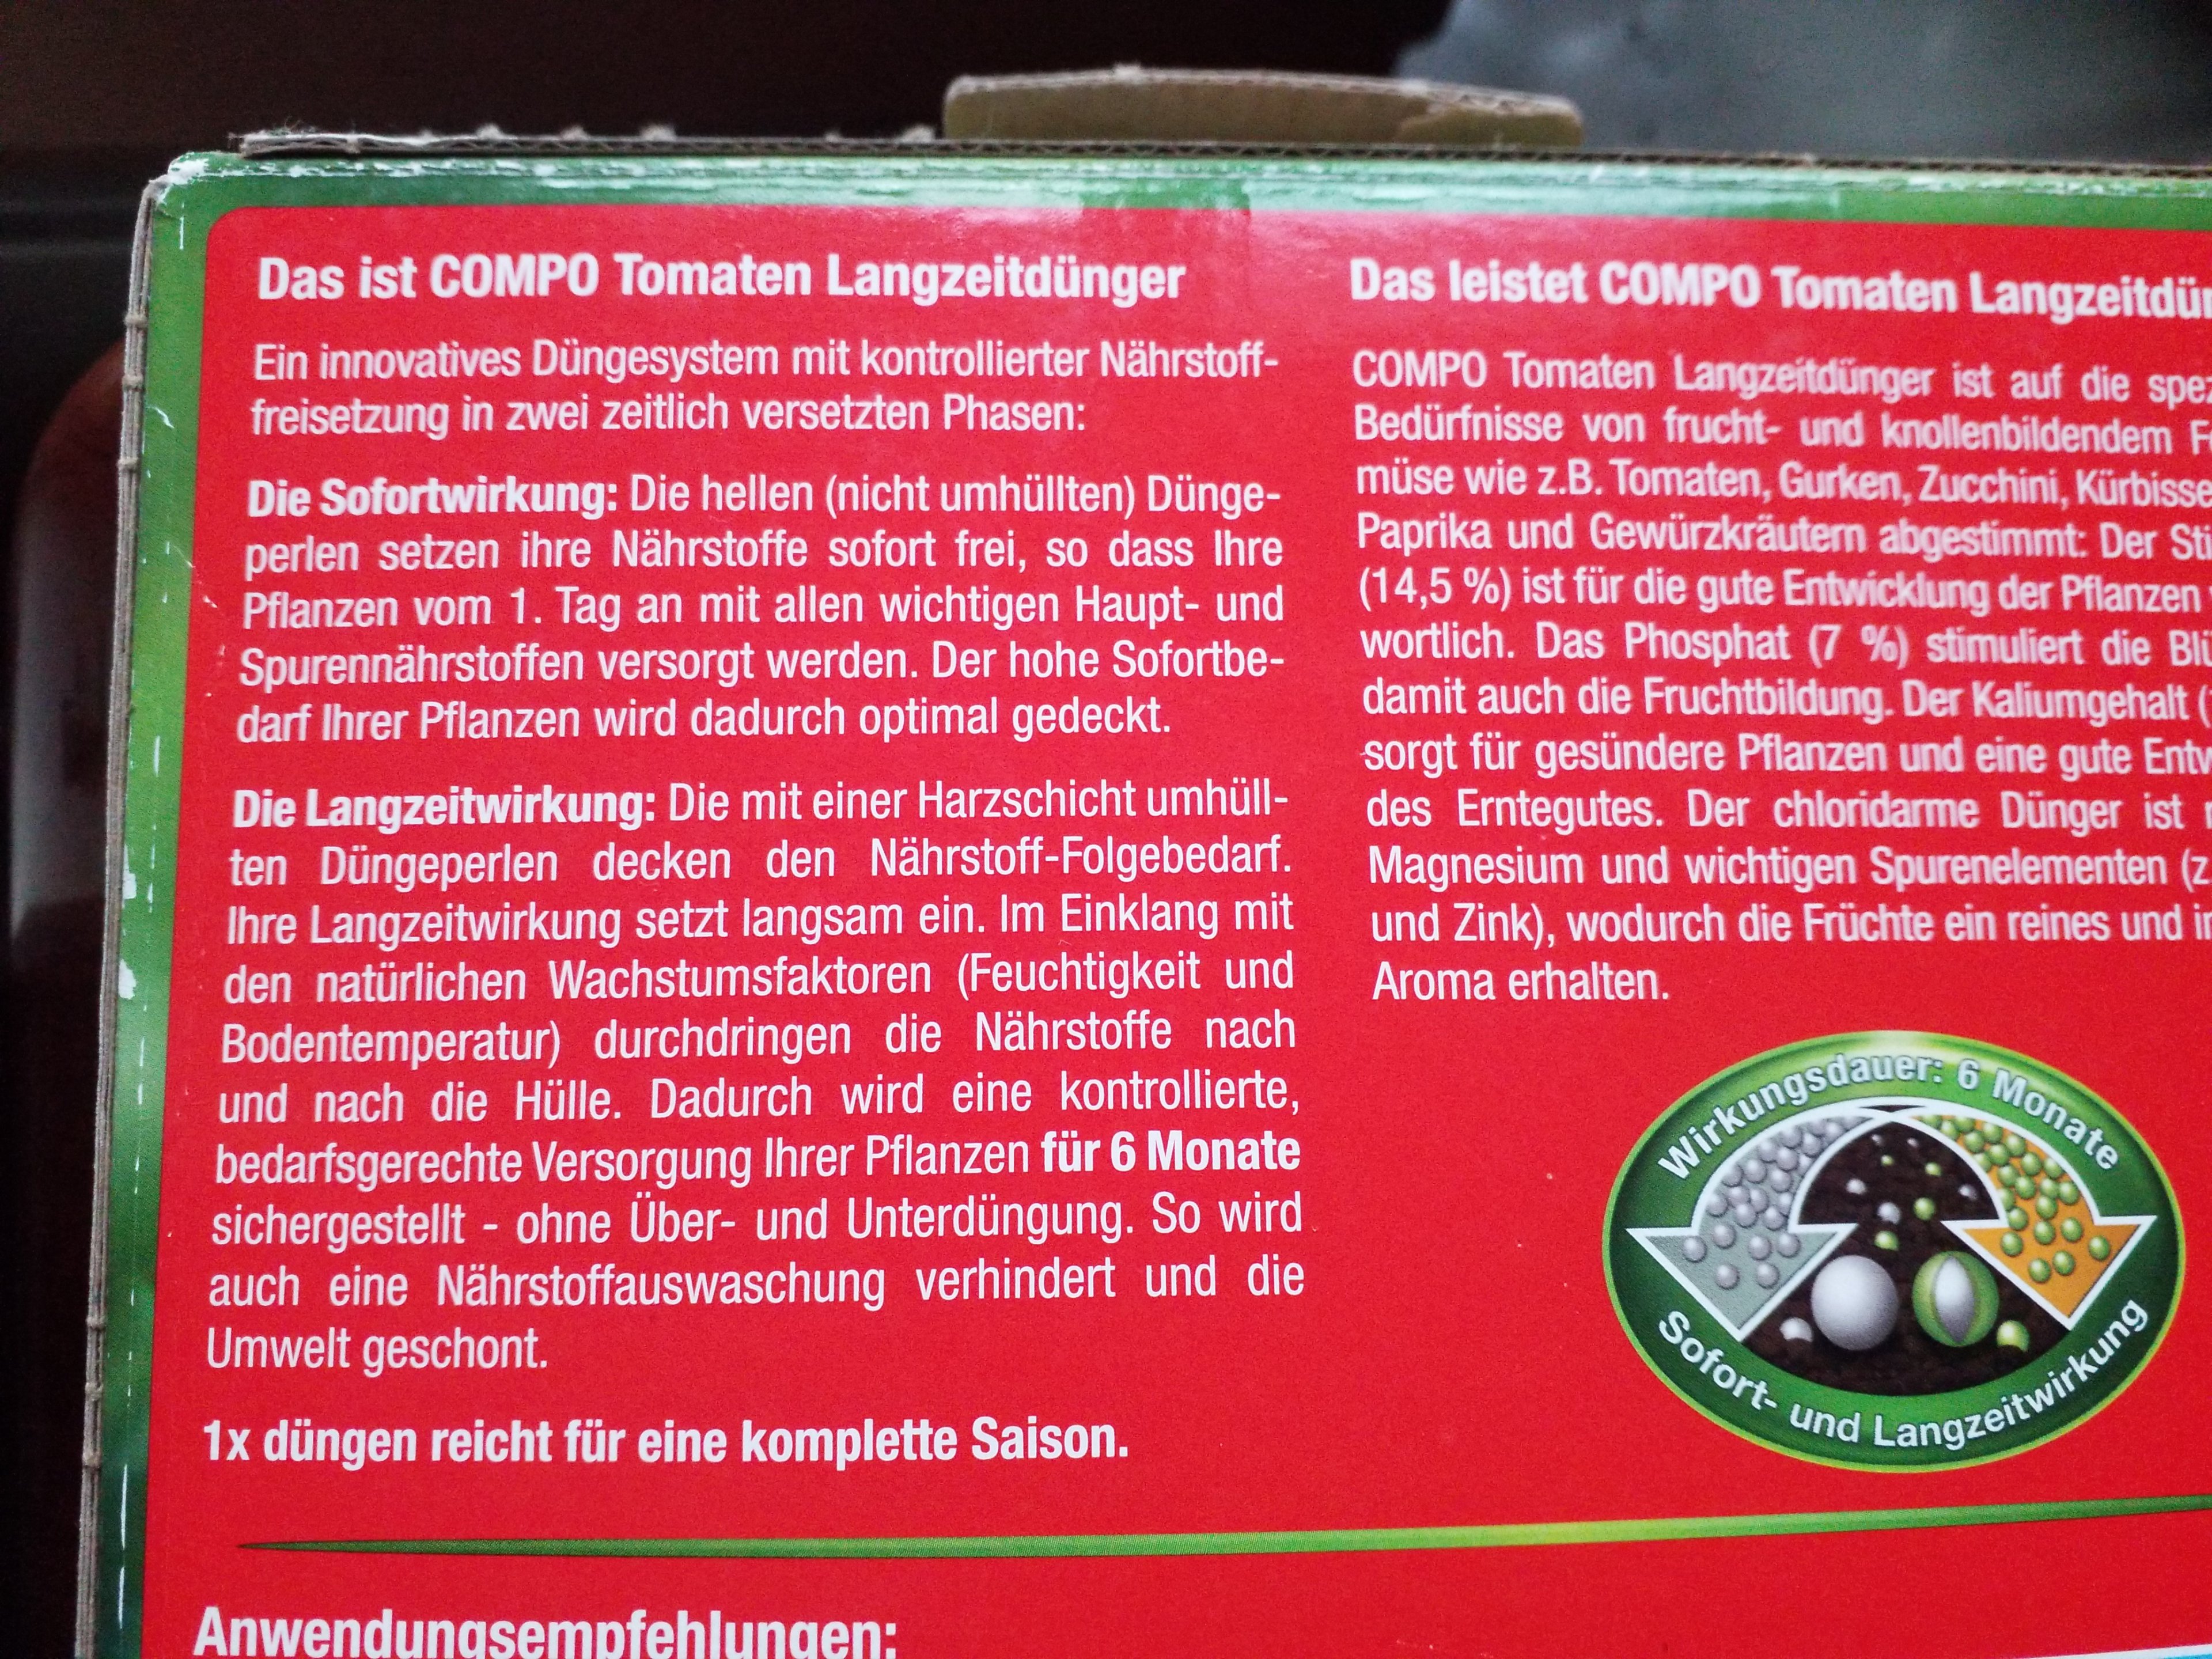 Das ist COMPO Tomaten Langzeitdünger
Ein innovatives Düngesystem mit kontrollierter Nährstoff-
freisetzung in zwei zeitlich versetzten Phasen:
Die Sofortwirkung: Die hellen (nicht umhüllten) Dünge-
perlen setzen ihre Nährstoffe sofort frei, so dass Ihre
Pflanzen vom 1. Tag an mit allen wichtigen Haupt- und
Spurennährstoffen versorgt werden. Der hohe Sofortbe-
darf Ihrer Pflanzen wird dadurch optimal gedeckt.
Die Langzeitwirkung: Die mit einer Harzschicht umhüll-
ten Düngeperlen decken den Nährstoff-Folgebedarf.
Ihre Langzeitwirkung setzt langsam ein. Im Einklang mit
den natürlichen Wachstumsfaktoren (Feuchtigkeit und
Bodentemperatur) durchdringen die Nährstoffe nach
und nach die Hülle. Dadurch wird eine kontrollierte,
bedarfsgerechte Versorgung Ihrer Pflanzen für 6 Monate
sichergestellt - ohne Über- und Unterdüngung. So wird
auch eine Nährstoffauswaschung verhindert und die
Umwelt geschont.
1x düngen reicht für eine komplette Saison.
Das leistet COMPO Tomaten
COMPO Tomaten Langzeitdünger ist auf die
Bedürfnisse von frucht- und knollenbildendem
müse wie z.B. Tomaten, Gurken, Zucchini,
Paprika und Gewürzkräutern abgestimmt: Der
(14,5 %) ist für die gute Entwicklung der Pflanzen
wortlich. Das Phosphat (7 %) stimuliert die
damit auch die Fruchtbildung. Der Kaliumgehalt
sorgt für gesündere Pflanzen und eine gute
des Erntegutes. Der chloridarme Dünger ist
Magnesium und wichtigen Spurenelementen
und Zink), wodurch die Früchte ein reines und
Aroma erhalten.
Wirkungsdauer: 6 Monate
Sofort- und Langzeitwirkung
Anwendungsempfehlungen: